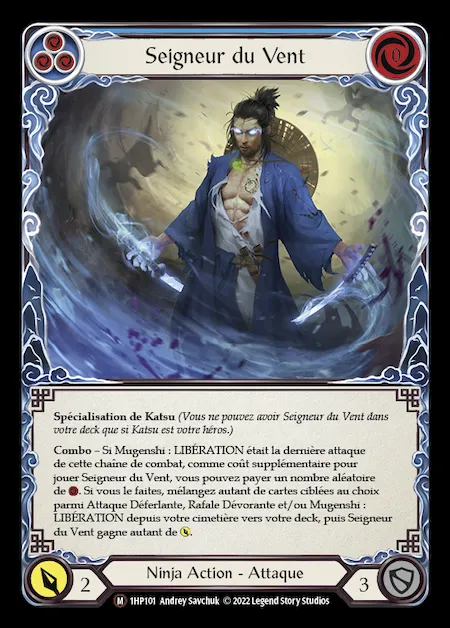 0
Seigneur du Vent
Spécialisation de Katsu (Vous ne pouvez avoir Seigneur du Vent dans
votre deck que si Katsu est votre héros.)
Combo – Si Mugenshi : LIBÉRATION était la dernière attaque
de cette chaîne de combat, comme coût supplémentaire pour
jouer Seigneur du Vent, vous pouvez payer un nombre aléatoire
de . Si vous le faites, mélangez autant de cartes ciblées au choix
parmi Attaque Déferlante, Rafale Dévorante et/ou Mugenshi :
LIBÉRATION depuis votre cimetière vers votre deck, puis Seigneur
du Vent gagne autant de .
2
Ninja Action - Attaque
3
M 1HP101 Andrey Savchuk © 2022 Legend Story Studios